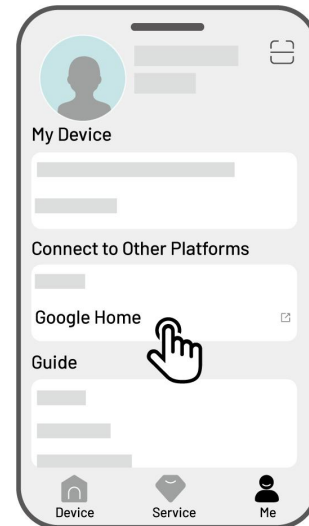 My Device
Connect to Other Platforms
Google Home
Guide
Device Service Me